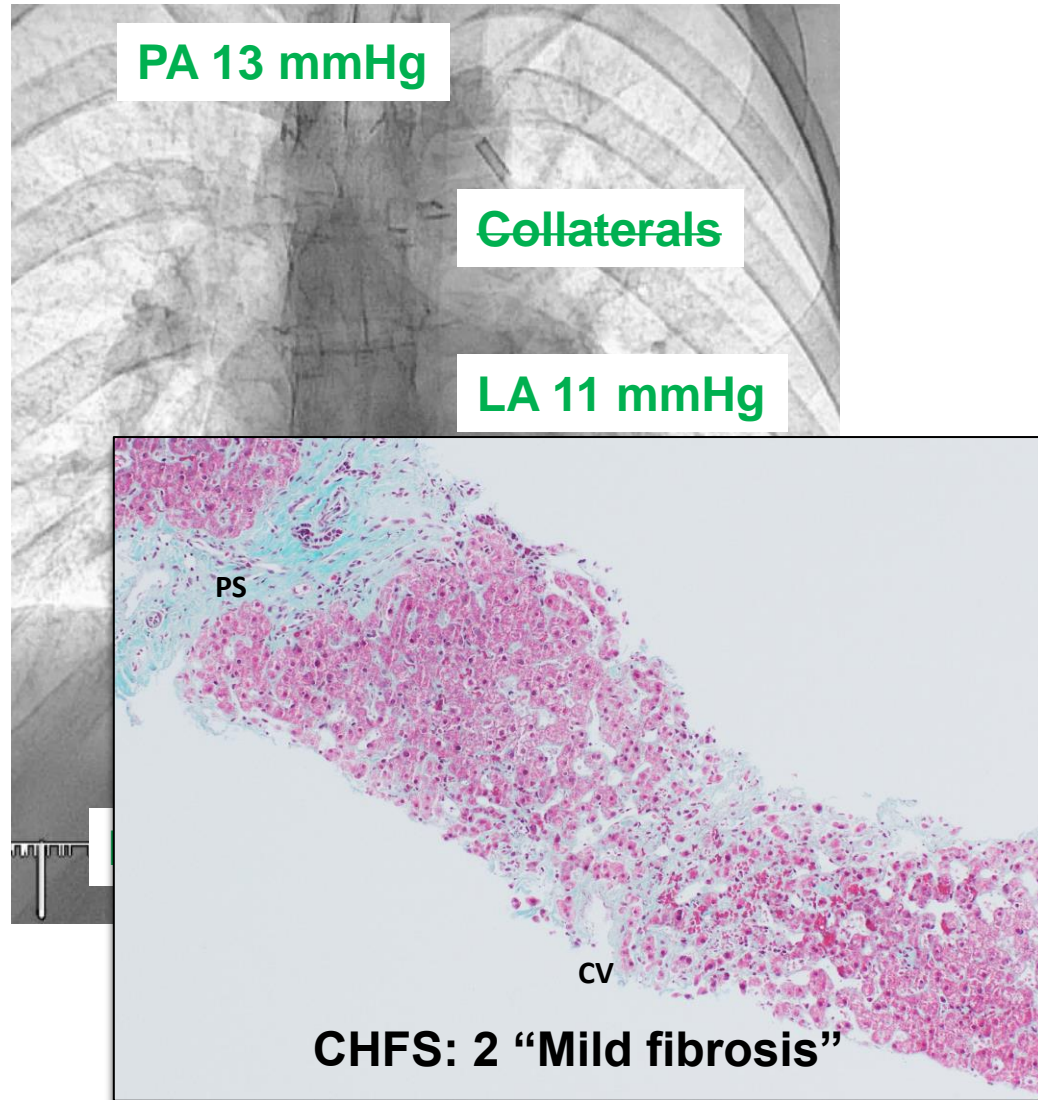 PA 13 mmHg
Collaterals
LA 11 mmHg
PS
CV
CHFS: 2 “Mild fibrosis”